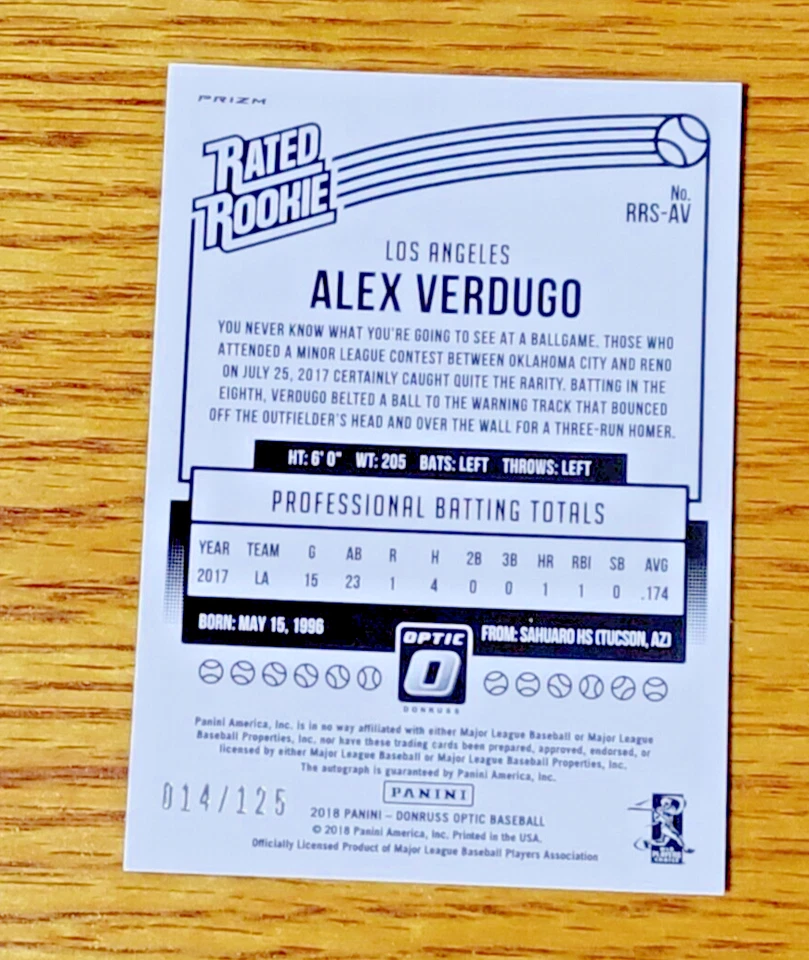 PRIZM
RATED
ROOKIE
No.
RRS-AV
LOS ANGELES
ALEX VERDUGO
YOU NEVER KNOW WHAT YOU'RE GOING TO SEE AT A BALLGAME. THOSE WHO
ATTENDED A MINOR LEAGUE CONTEST BETWEEN OKLAHOMA CITY AND RENO
ON JULY 25, 2017 CERTAINLY CAUGHT QUITE THE RARITY. BATTING IN THE
EIGHTH, VERDUGO BELTED A BALL TO THE WARNING TRACK THAT BOUNCED
OFF THE OUTFIELDER'S HEAD AND OVER THE WALL FOR A THREE-RUN HOMER.
HT: 6' 0" WT: 205 BATS: LEFT THROWS: LEFT
PROFESSIONAL BATTING TOTALS
YEAR TEAM G AB R H 2B 3B HR RBI SB AVG
2017 LA 15 23 1 4 0 0 1 1 0 .174
BORN: MAY 15, 1996
FROM: SAHUARO HS (TUCSON, AZ)
OPTIC
O
DONRUSS
Panini America, Inc. is in no way affiliated with either Major League Baseball or Major League
Baseball Properties, Inc. nor have these trading cards been prepared, approved, endorsed, or
licensed by either Major League Baseball or Major League Baseball Properties, Inc.
The autograph is guaranteed by Panini America, Inc.
PANINI
014/125
2018 PANINI – DONRUSS OPTIC BASEBALL
© 2018 Panini America, Inc. Printed in the USA.
Officially Licensed Product of Major League Baseball Players Association